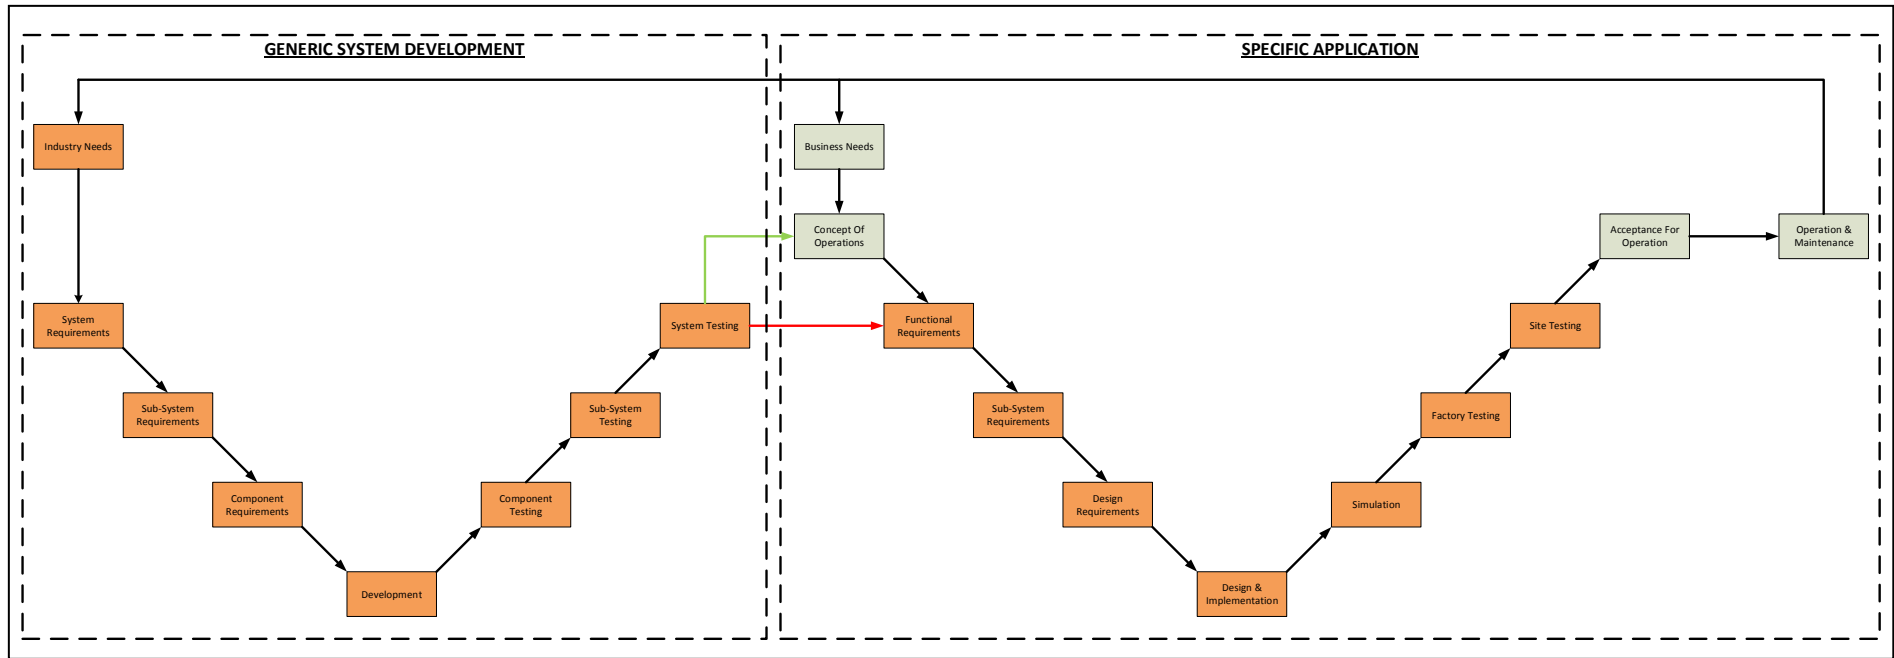 GENERIC SYSTEM DEVELOPMENT
SPECIFIC APPLICATION
Industry Needs
Business Needs
Concept Of
Operations
Acceptance For
Operation
Operation &
Maintenance
System
Requirements
System Testing
Functional
Requirements
Site Testing
Sub-System
Requirements
Sub-System
Testing
Sub-System
Requirements
Factory Testing
Component
Requirements
Component
Testing
Design
Requirements
Simulation
Development
Design &
Implementation